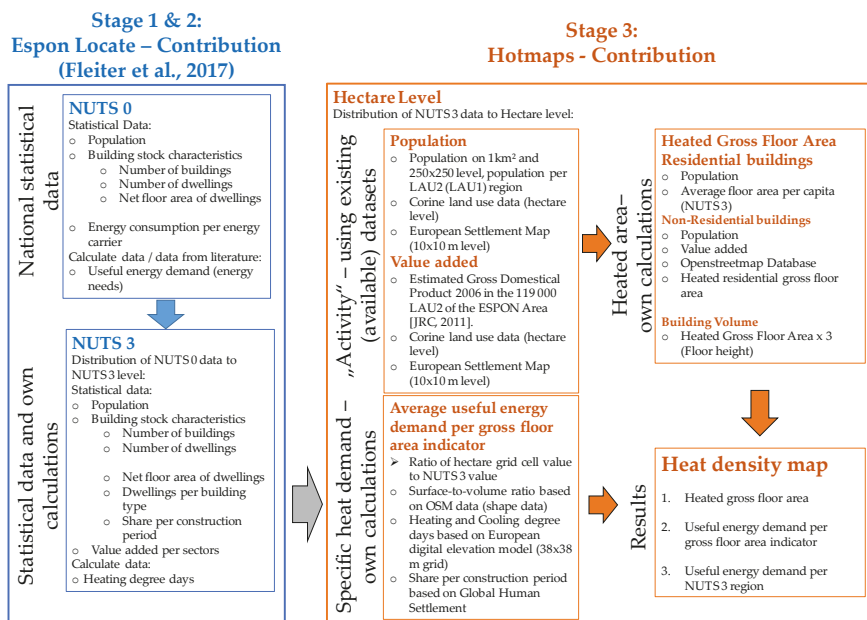 Stage 1 & 2:
Espon Locate – Contribution
(Fleiter et al., 2017)
National statistical
data
NUTS 0
Statistical Data:
o Population
o Building stock characteristics
o Number of buildings
o Number of dwellings
o Net floor area of dwellings
o Energy consumption per energy
carrier
Calculate data / data from literature:
o Useful energy demand (energy
needs)
Statistical data and own
calculations
NUTS 3
Distribution of NUTS 0 data to
NUTS 3 level:
Statistical data:
o Population
o Building stock characteristics
o Number of buildings
o Number of dwellings
o Net floor area of dwellings
o Dwellings per building
type
o Share per construction
period
o Value added per sectors
Calculate data:
o Heating degree days
Stage 3:
Hotmaps - Contribution
Hectare Level
Distribution of NUTS 3 data to Hectare level:
„Activity“ – using existing
(available) datasets
Population
o Population on 1km² and
250x250 level, population per
LAU2 (LAU1) region
o Corine land use data (hectare
level)
o European Settlement Map
(10x10 m level)
Value added
o Estimated Gross Domestical
Product 2006 in the 119 000
LAU2 of the ESPON Area
[JRC, 2011].
o Corine land use data (hectare
level)
o European Settlement Map
(10x10 m level)
Specific heat demand –
own calculations
Average useful energy
demand per gross floor
area indicator
➢ Ratio of hectare grid cell value
to NUTS 3 value
o Surface-to-volume ratio based
on OSM data (shape data)
o Heating and Cooling degree
days based on European
digital elevation model (38x38
m grid)
o Share per construction period
based on Global Human
Settlement
Heated area–
own calculations
Heated Gross Floor Area
Residential buildings
o Population
o Average floor area per capita
(NUTS 3)
Non-Residential buildings
o Population
o Value added
o Openstreetmap Database
o Heated residential gross floor
area
Building Volume
o Heated Gross Floor Area x 3
(Floor height)
Results
Heat density map
1. Heated gross floor area
2. Useful energy demand per
gross floor area indicator
3. Useful energy demand per
NUTS 3 region